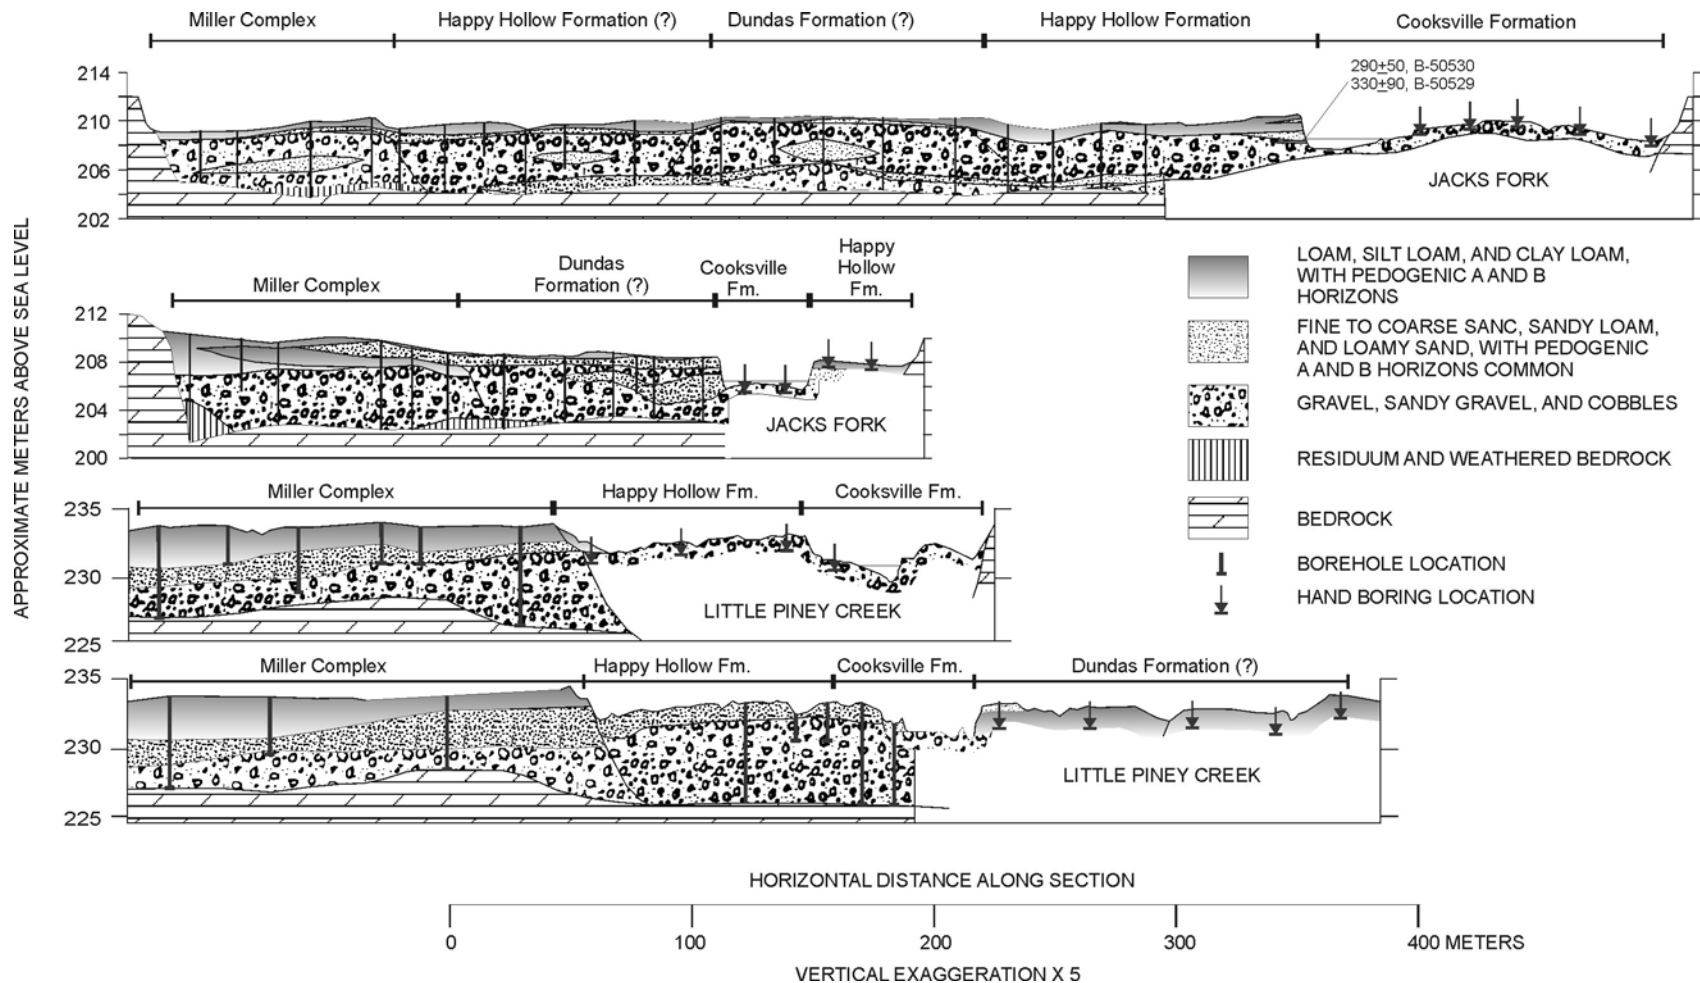 Miller Complex Happy Hollow Formation (?) Dundas Formation (?) Happy Hollow Formation Cooksville Formation
290±50, B-50530
330±90, B-50529
214
210
206
202
JACKS FORK
APPROXIMATE METERS ABOVE SEA LEVEL
Miller Complex
Dundas
Formation (?)
Cooksville
Fm.
Happy
Hollow
Fm.
212
208
204
200
JACKS FORK
LOAM, SILT LOAM, AND CLAY LOAM,
WITH PEDOGENIC A AND B
HORIZONS
FINE TO COARSE SANC, SANDY LOAM,
AND LOAMY SAND, WITH PEDOGENIC
A AND B HORIZONS COMMON
GRAVEL, SANDY GRAVEL, AND COBBLES
RESIDUUM AND WEATHERED BEDROCK
BEDROCK
BOREHOLE LOCATION
HAND BORING LOCATION
Miller Complex Happy Hollow Fm. Cooksville Fm.
235
230
225
LITTLE PINEY CREEK
Miller Complex Happy Hollow Fm. Cooksville Fm. Dundas Formation (?)
235
230
225
LITTLE PINEY CREEK
HORIZONTAL DISTANCE ALONG SECTION
0 100 200 300 400 METERS
VERTICAL EXAGGERATION X 5